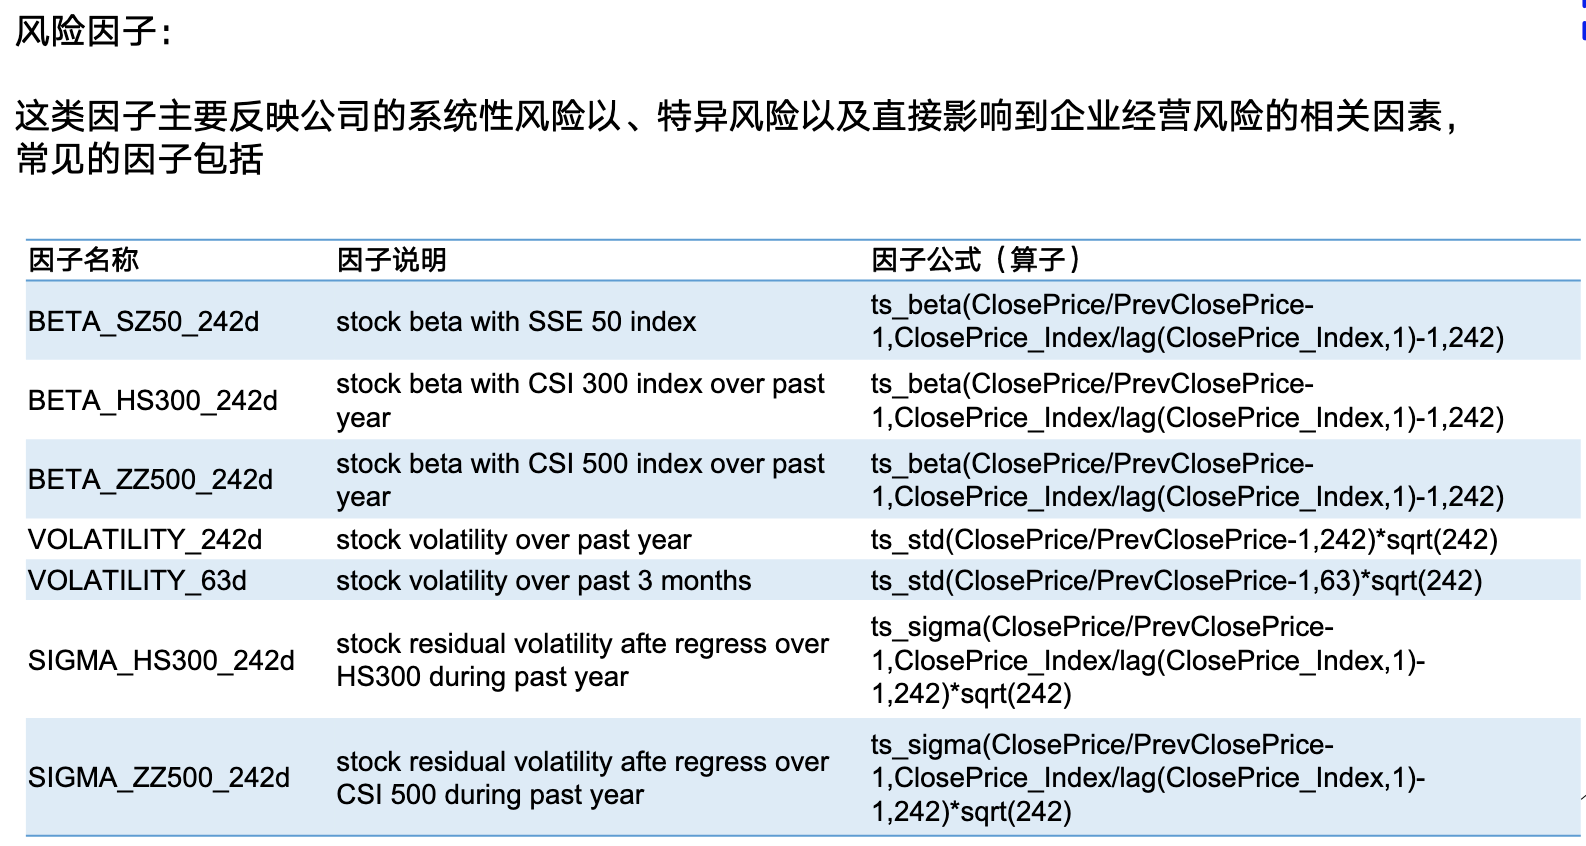 风险因子：
这类因子主要反映公司的系统性风险以、特异风险以及直接影响到企业经营风险的相关因素，
常见的因子包括
因子名称 因子说明 因子公式（算子）
BETA_SZ50_242d stock beta with SSE 50 index ts_beta(ClosePrice/PrevClosePrice-
1,ClosePrice_Index/lag(ClosePrice_Index,1)-1,242)
BETA_HS300_242d stock beta with CSI 300 index over past
year
ts_beta(ClosePrice/PrevClosePrice-
1,ClosePrice_Index/lag(ClosePrice_Index,1)-1,242)
BETA_ZZ500_242d stock beta with CSI 500 index over past
year
ts_beta(ClosePrice/PrevClosePrice-
1,ClosePrice_Index/lag(ClosePrice_Index,1)-1,242)
VOLATILITY_242d stock volatility over past year ts_std(ClosePrice/PrevClosePrice-1,242)*sqrt(242)
VOLATILITY_63d stock volatility over past 3 months ts_std(ClosePrice/PrevClosePrice-1,63)*sqrt(242)
SIGMA_HS300_242d stock residual volatility afte regress over
HS300 during past year
ts_sigma(ClosePrice/PrevClosePrice-
1,ClosePrice_Index/lag(ClosePrice_Index,1)-
1,242)*sqrt(242)
SIGMA_ZZ500_242d stock residual volatility afte regress over
CSI 500 during past year
ts_sigma(ClosePrice/PrevClosePrice-
1,ClosePrice_Index/lag(ClosePrice_Index,1)-
1,242)*sqrt(242)